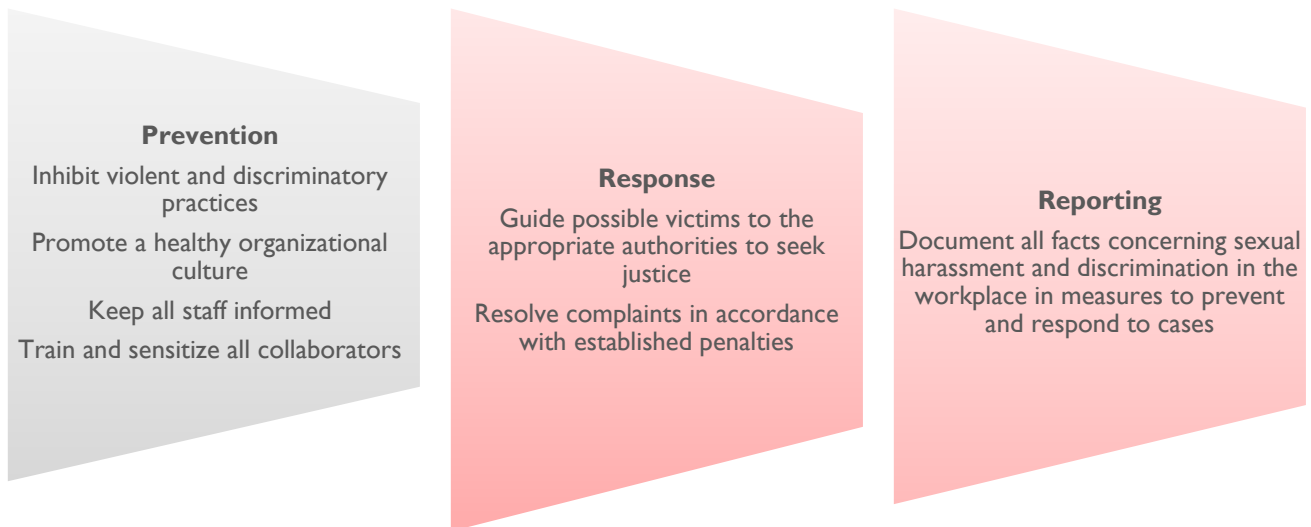 Prevention
Inhibit violent and discriminatory
practices
Promote a healthy organizational
culture
Keep all staff informed
Train and sensitize all collaborators
Response
Guide possible victims to the
appropriate authorities to seek
justice
Resolve complaints in accordance
with established penalties
Reporting
Document all facts concerning sexual
harassment and discrimination in the
workplace in measures to prevent
and respond to cases